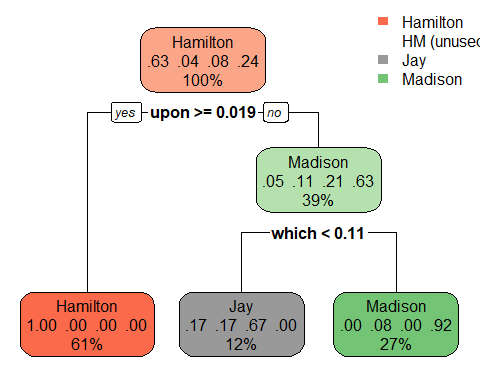 Hamilton
HM (unused
Jay
Madison
Hamilton
.63 .04 .08 .24
100%
yes upon >= 0.019 no
Madison
.05 .11 .21 .63
39%
which < 0.11
Hamilton
1.00 .00 .00 .00
61%
Jay
.17 .17 .67 .00
12%
Madison
.00 .08 .00 .92
27%